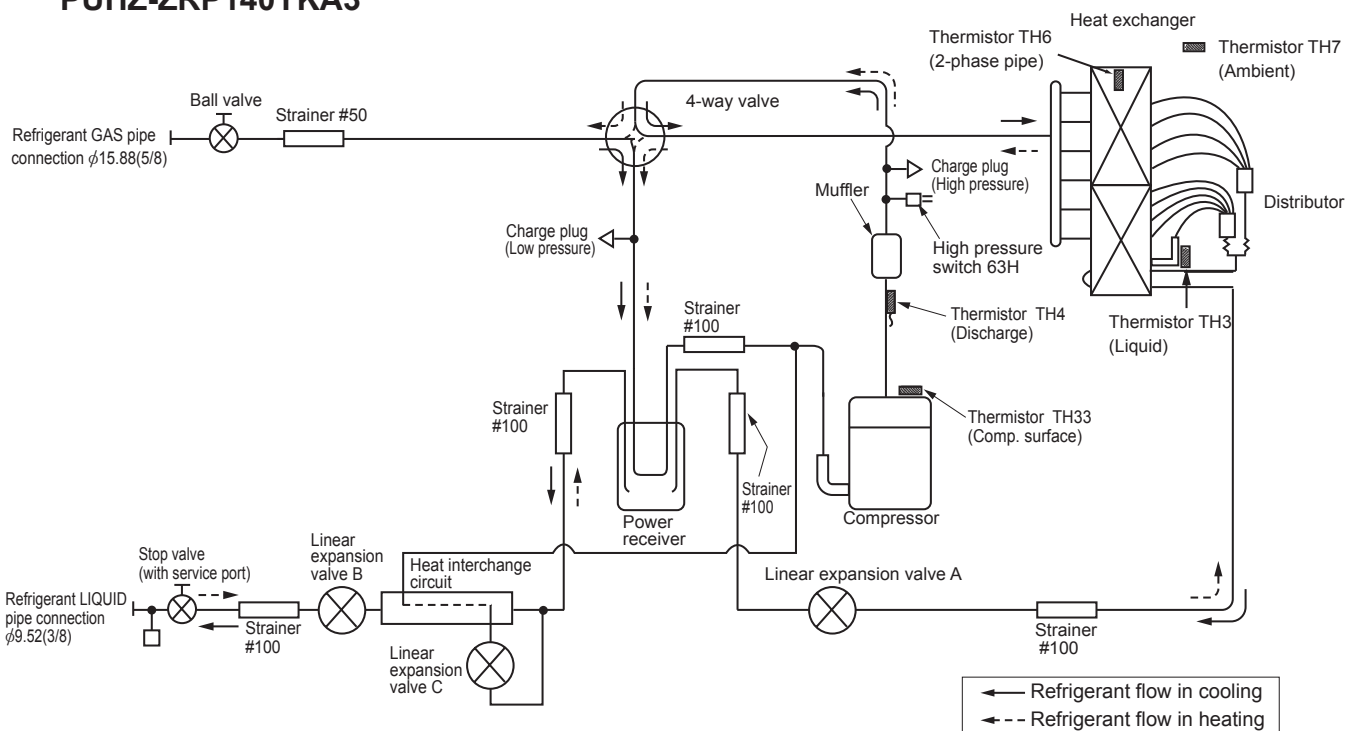 PUHZ-ZRP140YKA3
Heat exchanger
Thermistor TH6
(2-phase pipe)
Thermistor TH7
(Ambient)
Ball valve
Strainer #50
4-way valve
Refrigerant GAS pipe
connection ϕ15.88(5/8)
Charge plug
(High pressure)
Muffler
Distributor
Charge plug
(Low pressure)
High pressure
switch 63H
Strainer
#100
Thermistor TH4
(Discharge)
Thermistor TH3
(Liquid)
Strainer
#100
Thermistor TH33
(Comp. surface)
Strainer
#100
Power
receiver
Compressor
Stop valve
(with service port)
Linear
expansion
valve B
Heat interchange
circuit
Linear expansion valve A
Refrigerant LIQUID
pipe connection
ϕ9.52(3/8)
Strainer
#100
Linear
expansion
valve C
Strainer
#100
Refrigerant flow in cooling
Refrigerant flow in heating